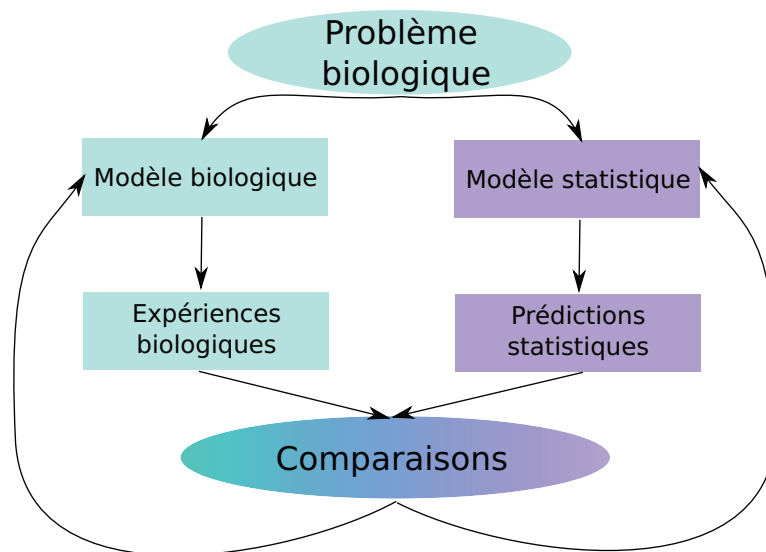 Problème
biologique
Modèle biologique
Modèle statistique
Expériences
biologiques
Prédictions
statistiques
Comparaisons